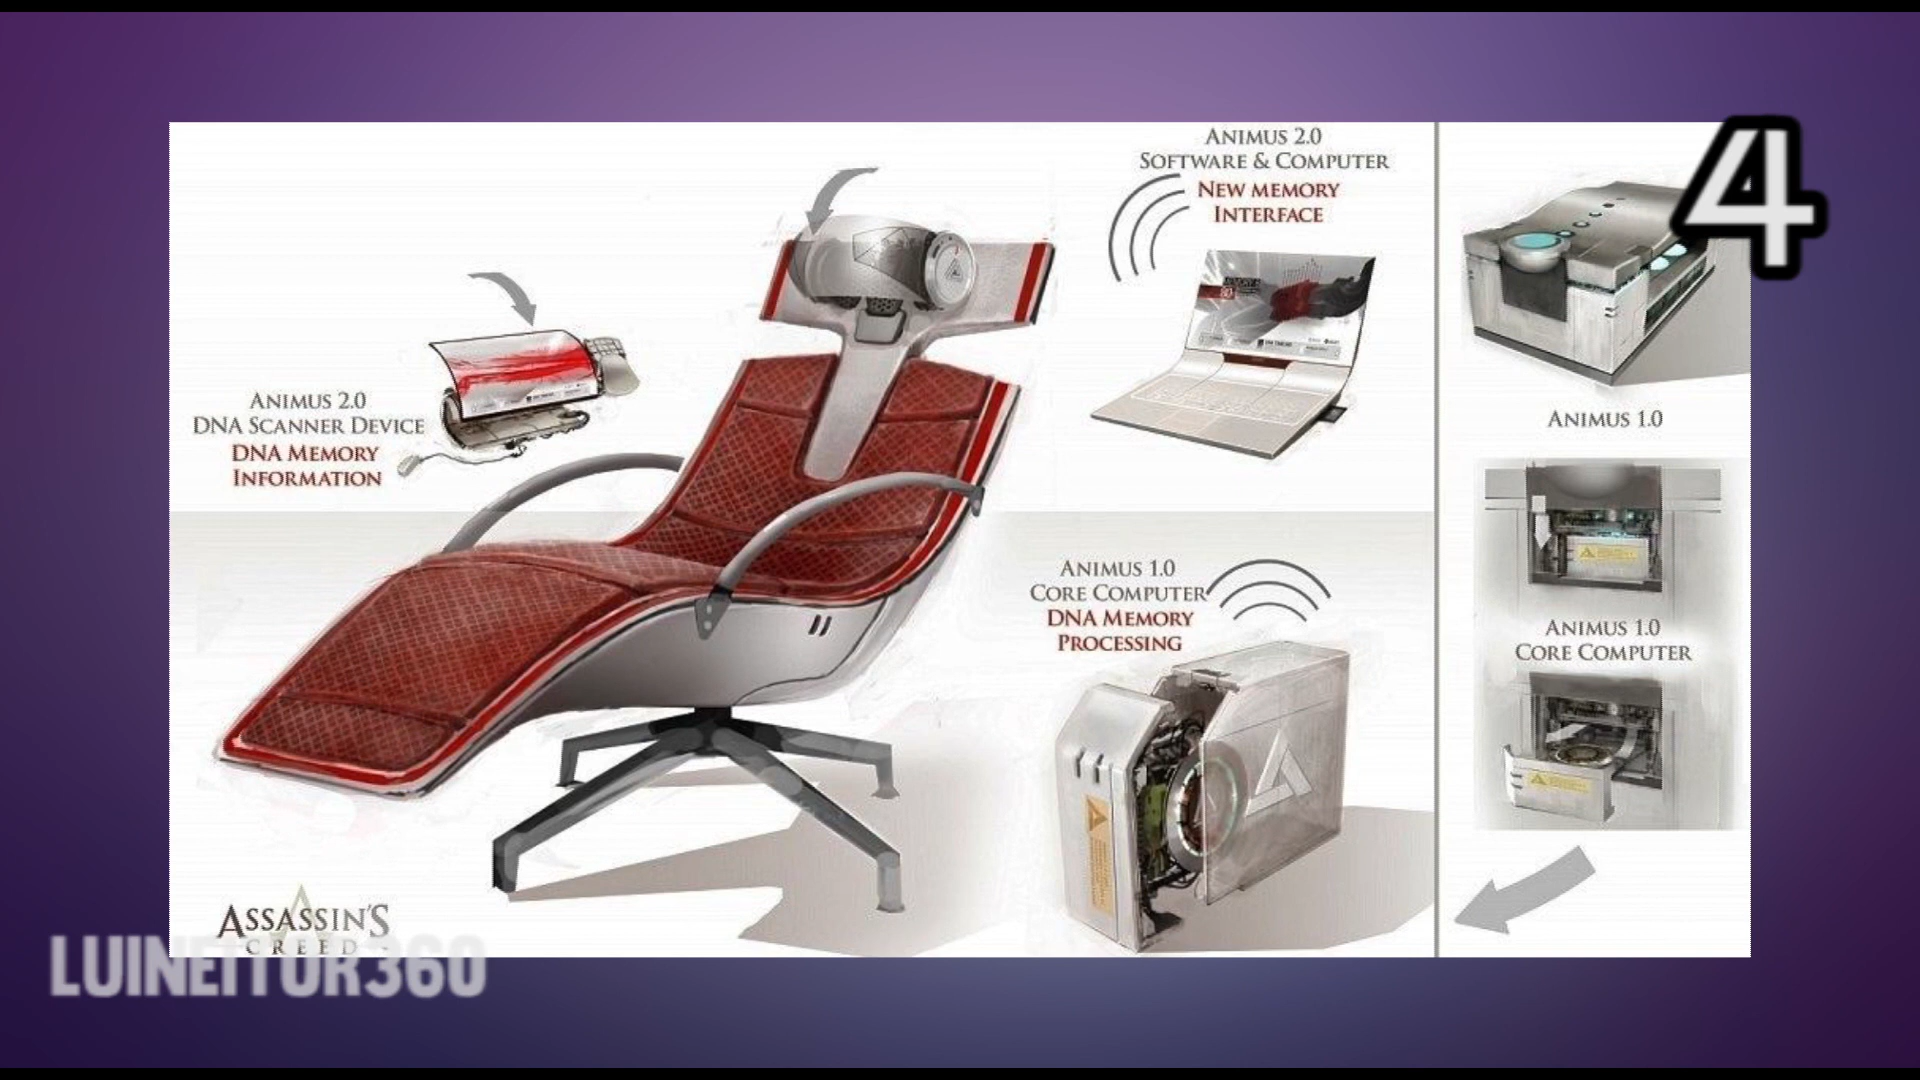 4
ANIMUS 2.0
SOFTWARE & COMPUTER
NEW MEMORY
INTERFACE
ANIMUS 2.0
DNA SCANNER DEVICE
DNA MEMORY
INFORMATION
ANIMUS 1.0
ANIMUS 1.0
CORE COMPUTER
DNA MEMORY
PROCESSING
ANIMUS 1.0
CORE COMPUTER
ASSASSIN'S
CREED
LUINEITOR360